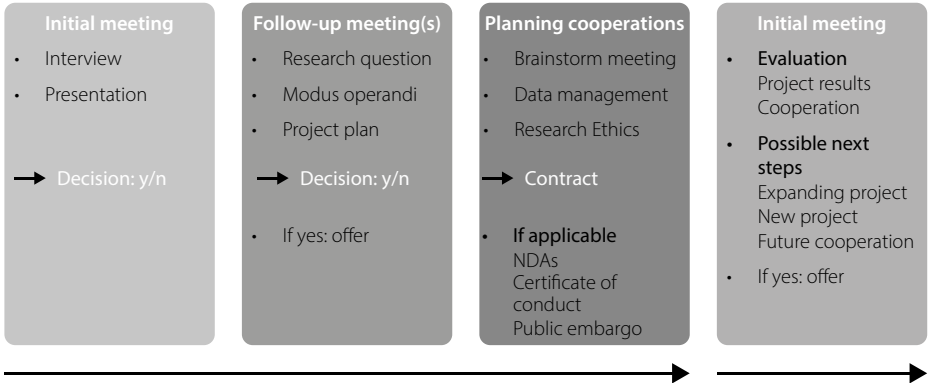 Initial meeting
• Interview
• Presentation
Decision: y/n
Follow-up meeting(s)
• Research question
• Modus operandi
• Project plan
Decision: y/n
• If yes: offer
Planning cooperations
• Brainstorm meeting
• Data management
• Research Ethics
Contract
• If applicable
NDAs
Certificate of
conduct
Public embargo
Initial meeting
• Evaluation
Project results
Cooperation
• Possible next
steps
Expanding project
New project
Future cooperation
• If yes: offer